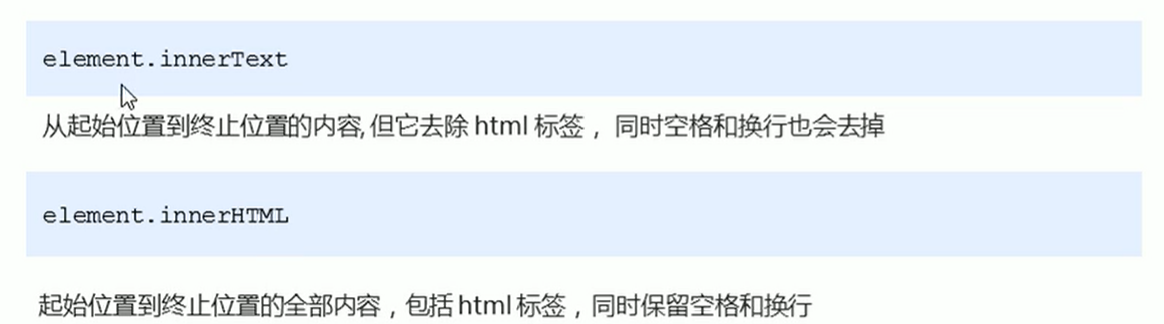 element.innerText
从起始位置到终止位置的内容, 但它去除 html 标签， 同时空格和换行也会去掉
element.innerHTML
起始位置到终止位置的全部内容，包括 html 标签，同时保留空格和换行